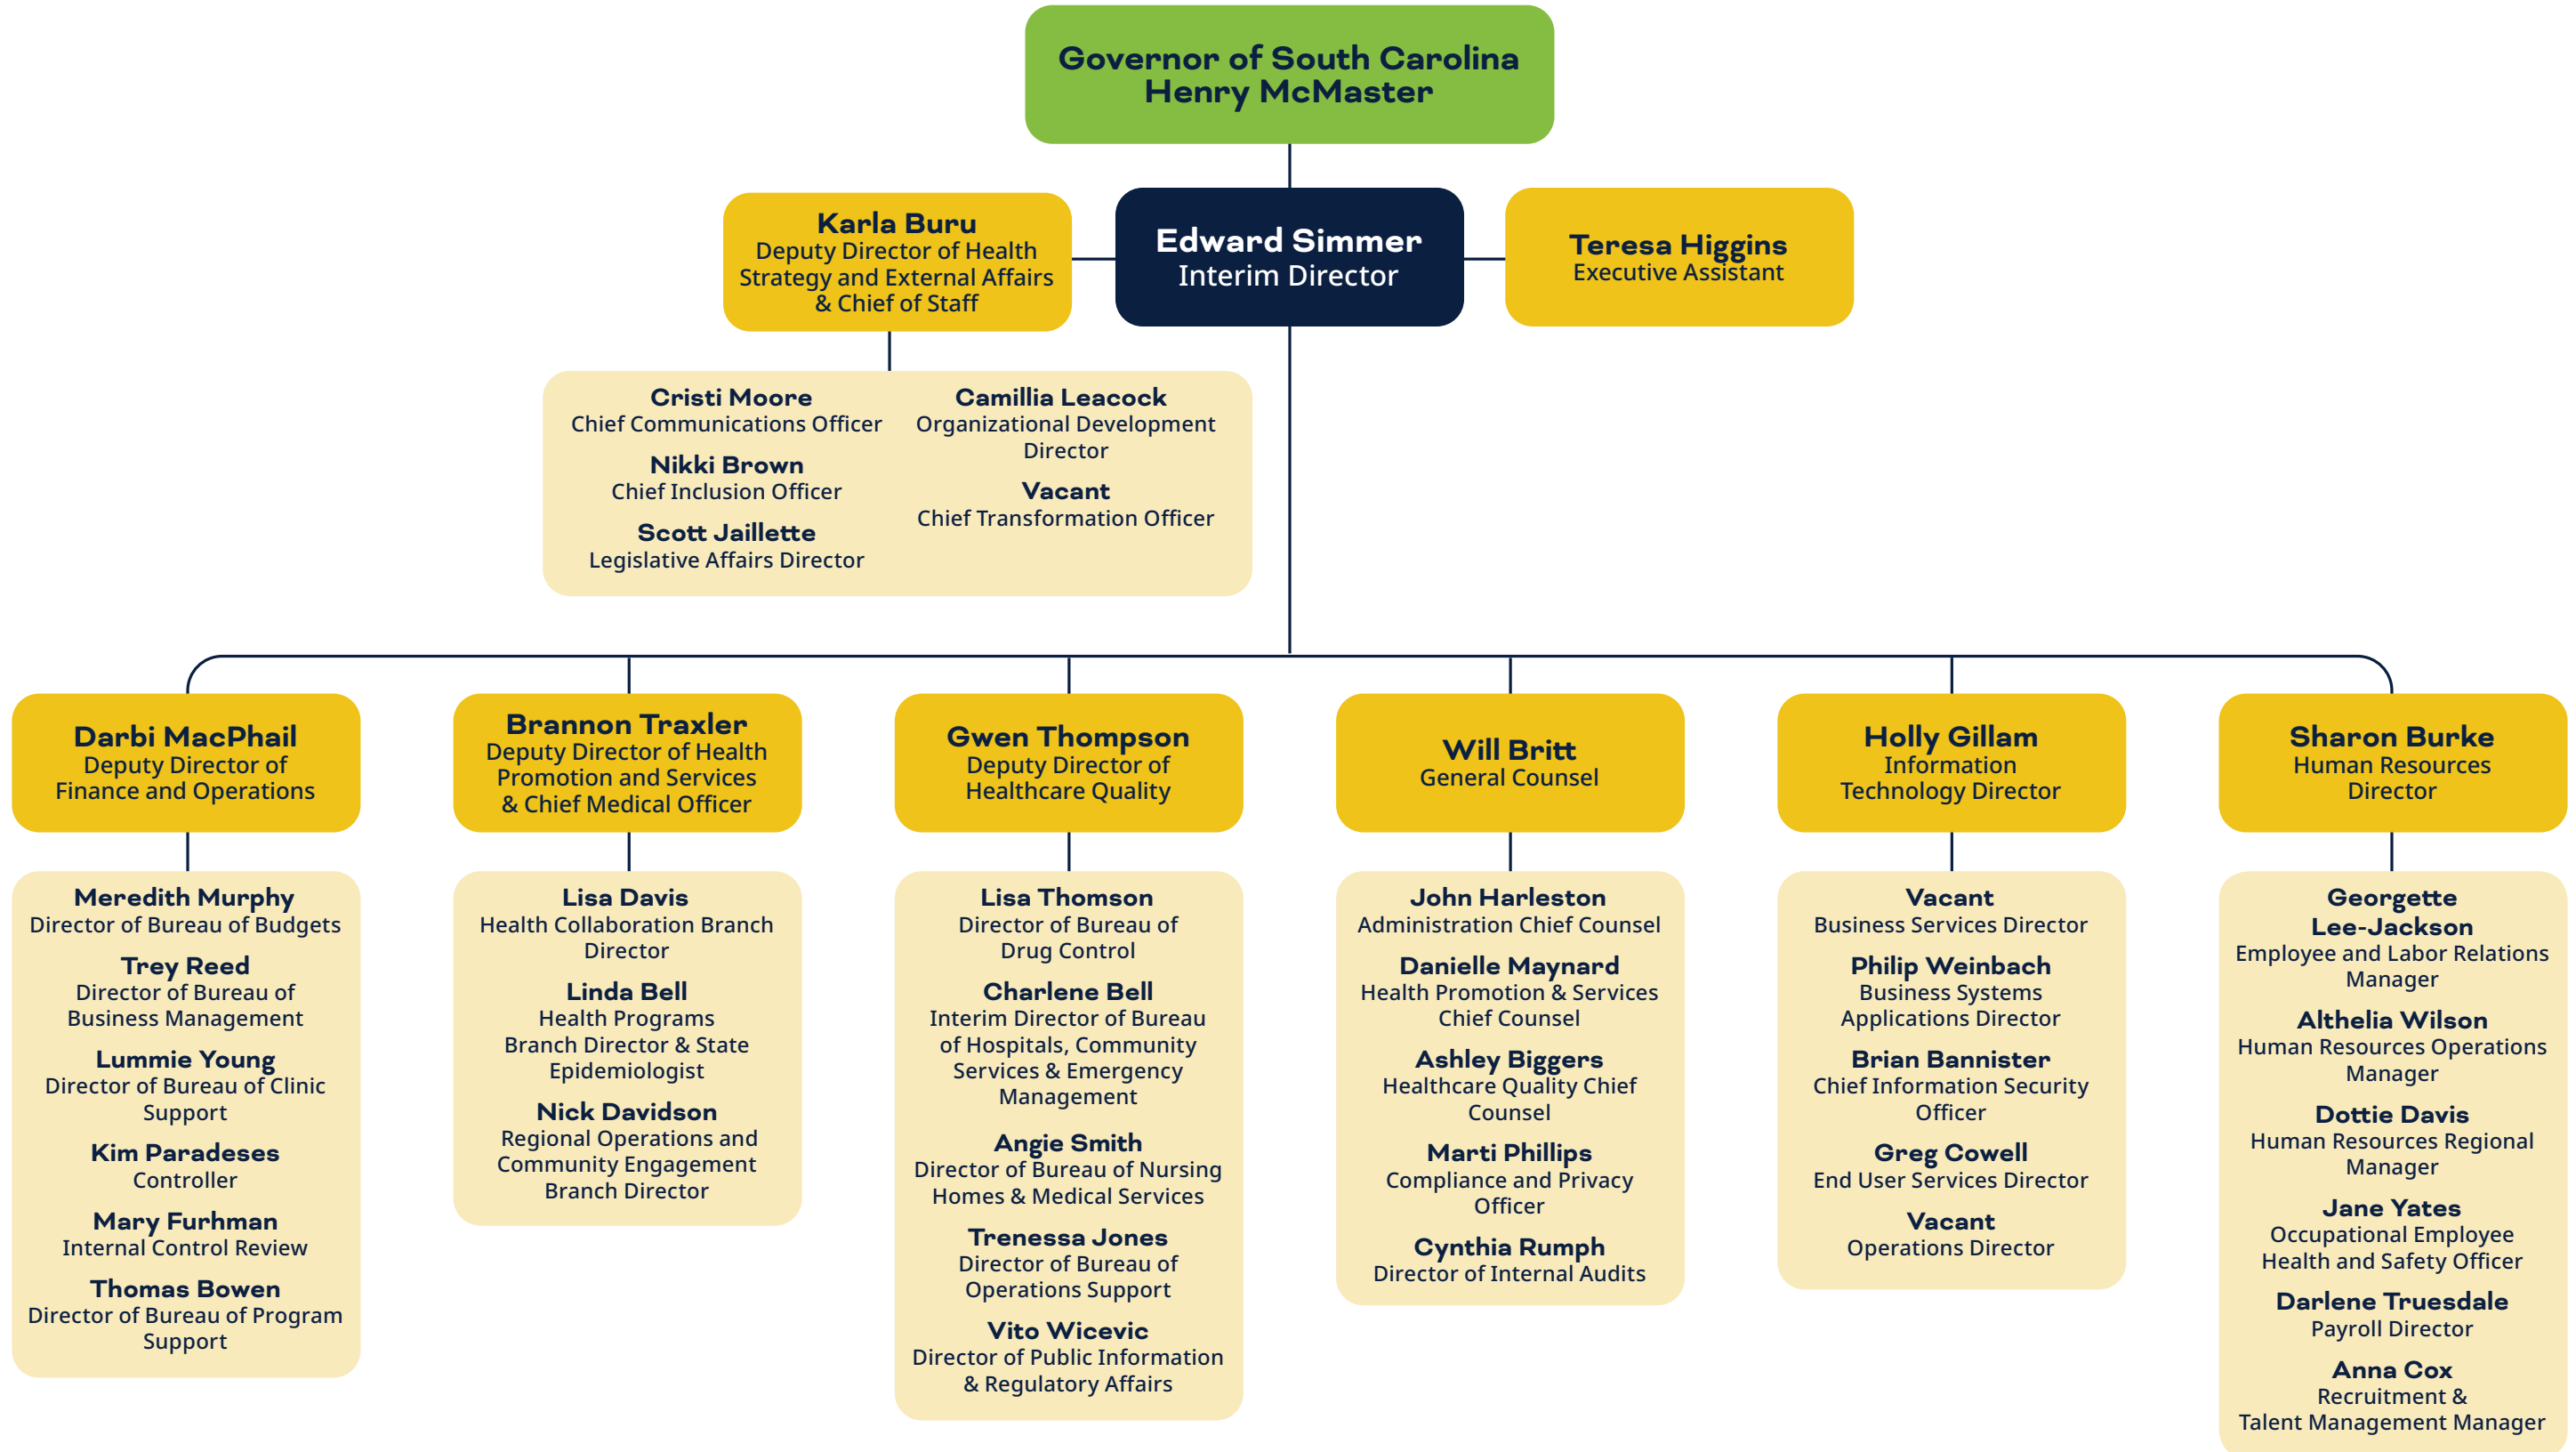 Governor of South Carolina
Henry McMaster
Karla Buru
Deputy Director of Health
Strategy and External Affairs
& Chief of Staff
Edward Simmer
Interim Director
Teresa Higgins
Executive Assistant
Cristi Moore
Chief Communications Officer
Nikki Brown
Chief Inclusion Officer
Scott Jaillette
Legislative Affairs Director
Camillia Leacock
Organizational Development
Director
Vacant
Chief Transformation Officer
Darbi MacPhail
Deputy Director of
Finance and Operations
Meredith Murphy
Director of Bureau of Budgets
Trey Reed
Director of Bureau of
Business Management
Lummie Young
Director of Bureau of Clinic
Support
Kim Paradeses
Controller
Mary Furhman
Internal Control Review
Thomas Bowen
Director of Bureau of Program
Support
Brannon Traxler
Deputy Director of Health
Promotion and Services
& Chief Medical Officer
Lisa Davis
Health Collaboration Branch
Director
Linda Bell
Health Programs
Branch Director & State
Epidemiologist
Nick Davidson
Regional Operations and
Community Engagement
Branch Director
Gwen Thompson
Deputy Director of
Healthcare Quality
Lisa Thomson
Director of Bureau of
Drug Control
Charlene Bell
Interim Director of Bureau
of Hospitals, Community
Services & Emergency
Management
Angie Smith
Director of Bureau of Nursing
Homes & Medical Services
Trenessa Jones
Director of Bureau of
Operations Support
Vito Wicevic
Director of Public Information
& Regulatory Affairs
Will Britt
General Counsel
John Harleston
Administration Chief Counsel
Danielle Maynard
Health Promotion & Services
Chief Counsel
Ashley Biggers
Healthcare Quality Chief
Counsel
Marti Phillips
Compliance and Privacy
Officer
Cynthia Rumph
Director of Internal Audits
Holly Gillam
Information
Technology Director
Vacant
Business Services Director
Philip Weinbach
Business Systems
Applications Director
Brian Bannister
Chief Information Security
Officer
Greg Cowell
End User Services Director
Vacant
Operations Director
Sharon Burke
Human Resources
Director
Georgette
Lee-Jackson
Employee and Labor Relations
Manager
Althelia Wilson
Human Resources Operations
Manager
Dottie Davis
Human Resources Regional
Manager
Jane Yates
Occupational Employee
Health and Safety Officer
Darlene Truesdale
Payroll Director
Anna Cox
Recruitment &
Talent Management Manager